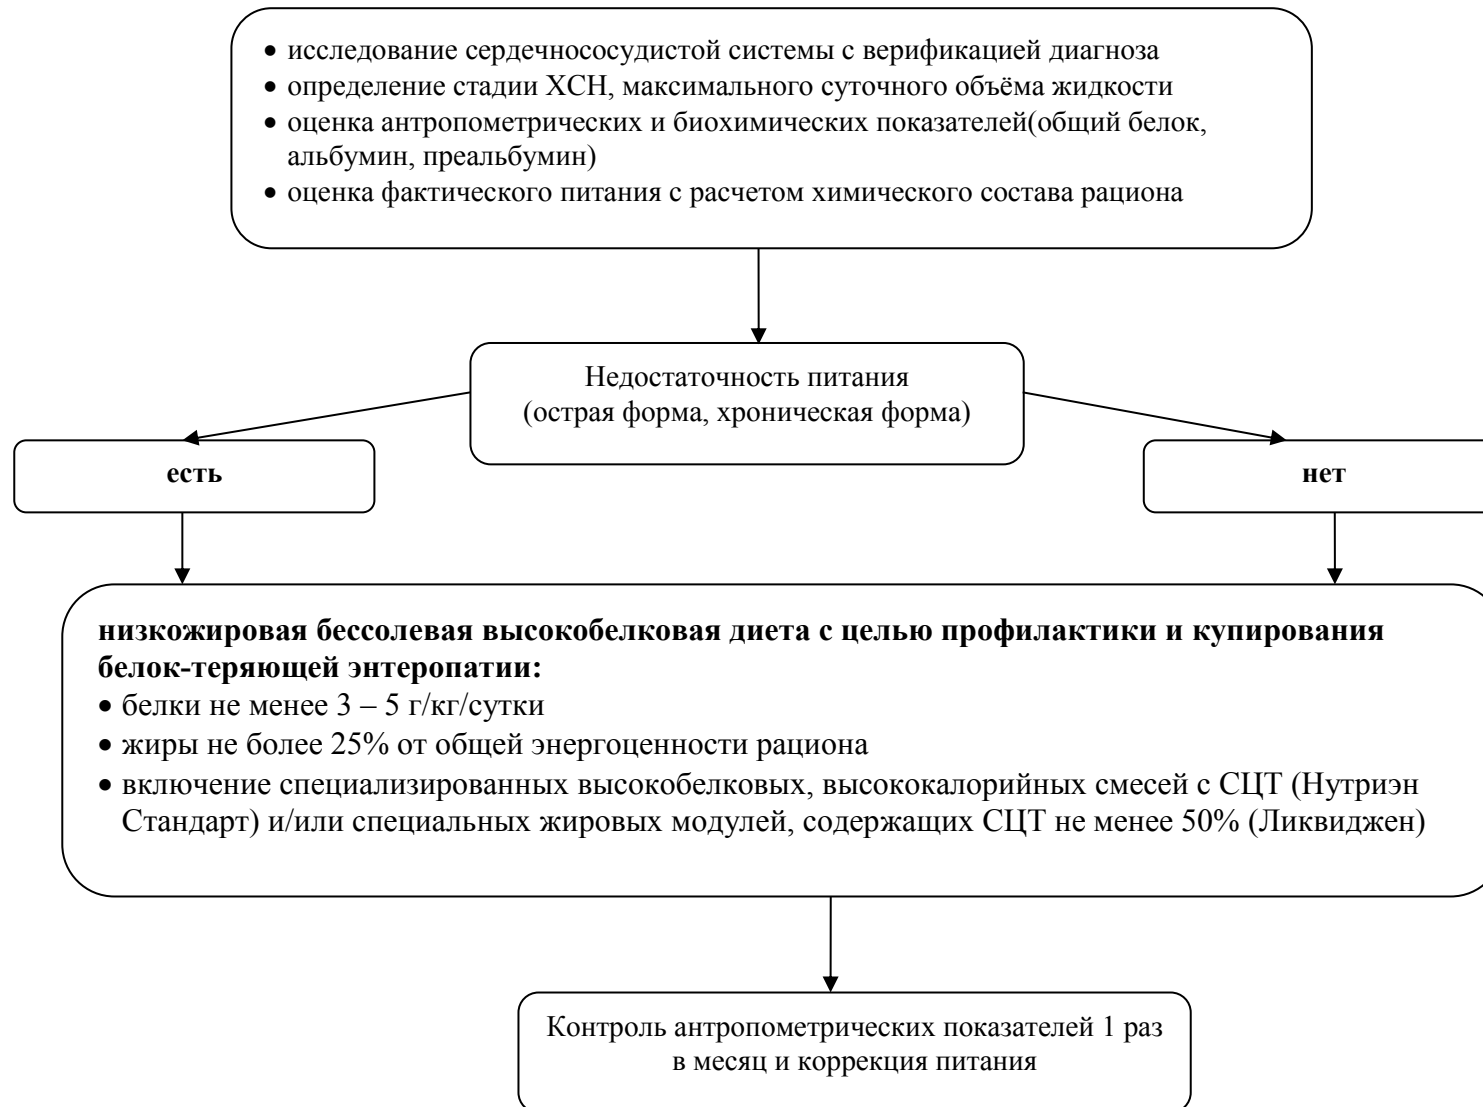 • исследование сердечнососудистой системы с верификацией диагноза
• определение стадии ХСН, максимального суточного объёма жидкости
• оценка антропометрических и биохимических показателей(общий белок,
альбумин, преальбумин)
• оценка фактического питания с расчетом химического состава рациона
Недостаточность питания
(острая форма, хроническая форма)
есть
нет
низкожировая бессолевая высокобелковая диета с целью профилактики и купирования
белок-теряющей энтеропатии:
• белки не менее 3 – 5 г/кг/сутки
• жиры не более 25% от общей энергоценности рациона
• включение специализированных высокобелковых, высококалорийных смесей с СЦТ (Нутриэн
Стандарт) и/или специальных жировых модулей, содержащих СЦТ не менее 50% (Ликвиджен)
Контроль антропометрических показателей 1 раз
в месяц и коррекция питания